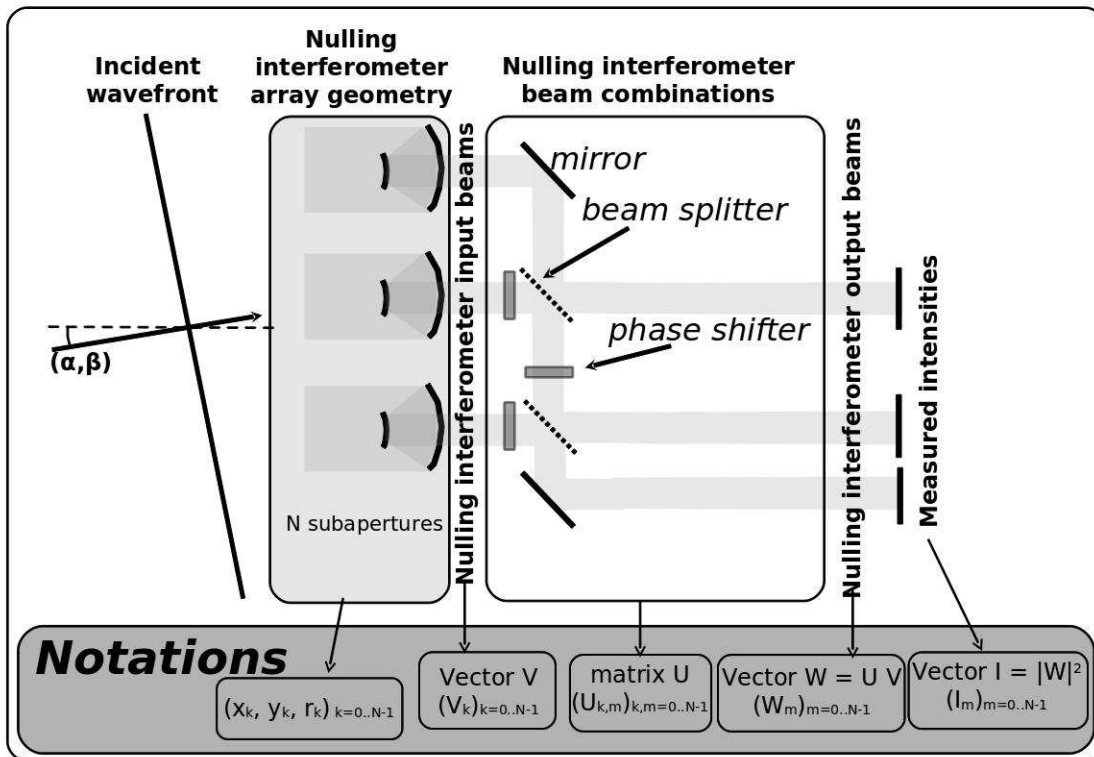 Nulling
interferometer
array geometry
Incident
wavefront
Nulling interferometer
beam combinations
mirror
beam splitter
phase shifter
(α,β)
N subapertures
Nulling interferometer input beams
Nulling interferometer output beams
Measured intensities
Notations
(xk, yk, rk) k=0..N-1
Vector V
(Vk)k=0..N-1
matrix U
(Uk,m)k,m=0..N-1
Vector W = U V
(Wm)m=0..N-1
Vector I = |W|²
(Im)m=0..N-1